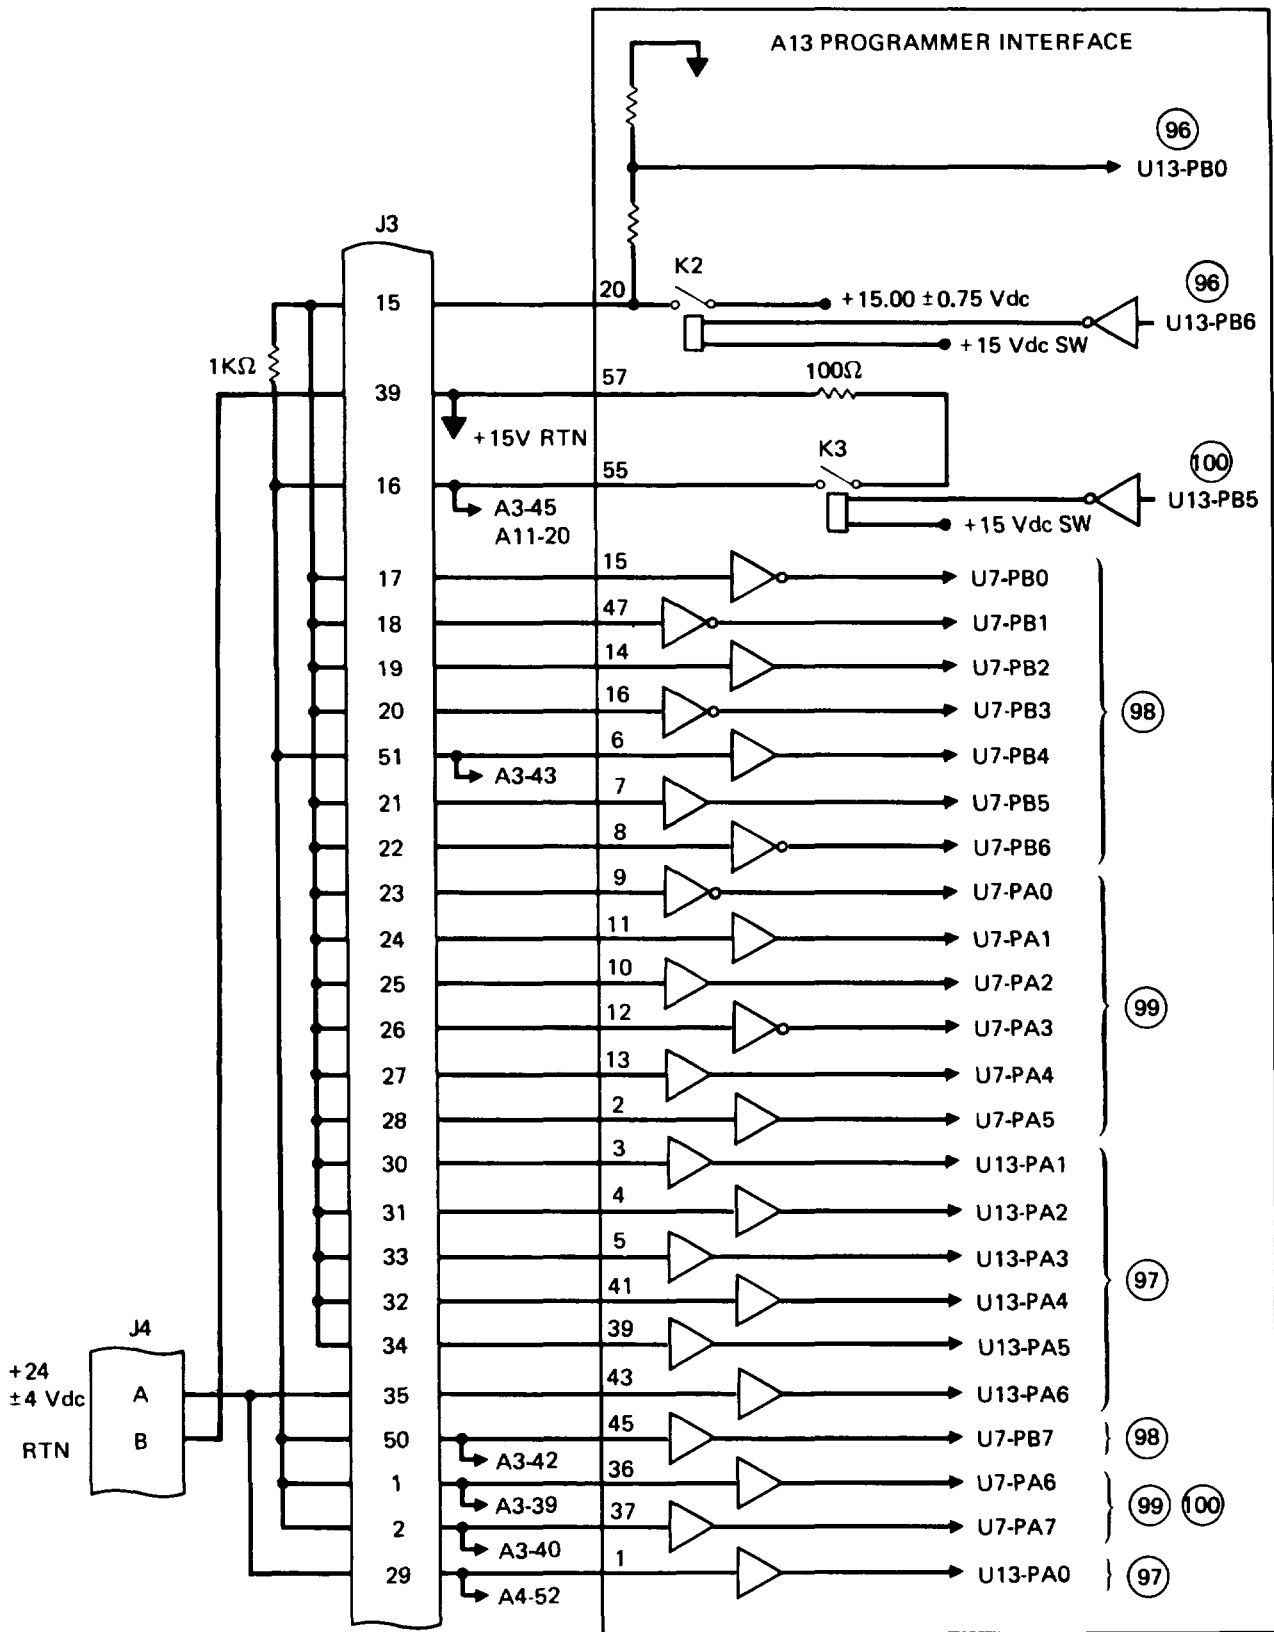 A13 PROGRAMMER INTERFACE
96
U13-PB0
J3
15 20 K2 +15.00 ±0.75 Vdc 96
U13-PB6
+15 Vdc SW
1KΩ
39 57 100Ω
+15V RTN
16 55 K3 100
U13-PB5
A3-45
A11-20
+15 Vdc SW
17 15 U7-PB0
18 47 U7-PB1
19 14 U7-PB2
20 16 U7-PB3
98
51 6 U7-PB4
A3-43
21 7 U7-PB5
22 8 U7-PB6
23 9 U7-PA0
24 11 U7-PA1
25 10 U7-PA2
99
26 12 U7-PA3
27 13 U7-PA4
28 2 U7-PA5
30 3 U13-PA1
31 4 U13-PA2
33 5 U13-PA3
97
32 41 U13-PA4
J4
34 39 U13-PA5
+24
±4 Vdc
A 35 43 U13-PA6
RTN B 50 45 U7-PB7 98
A3-42
1 36 U7-PA6
A3-39
99 100
2 37 U7-PA7
A3-40
29 1 U13-PA0 97
A4-52